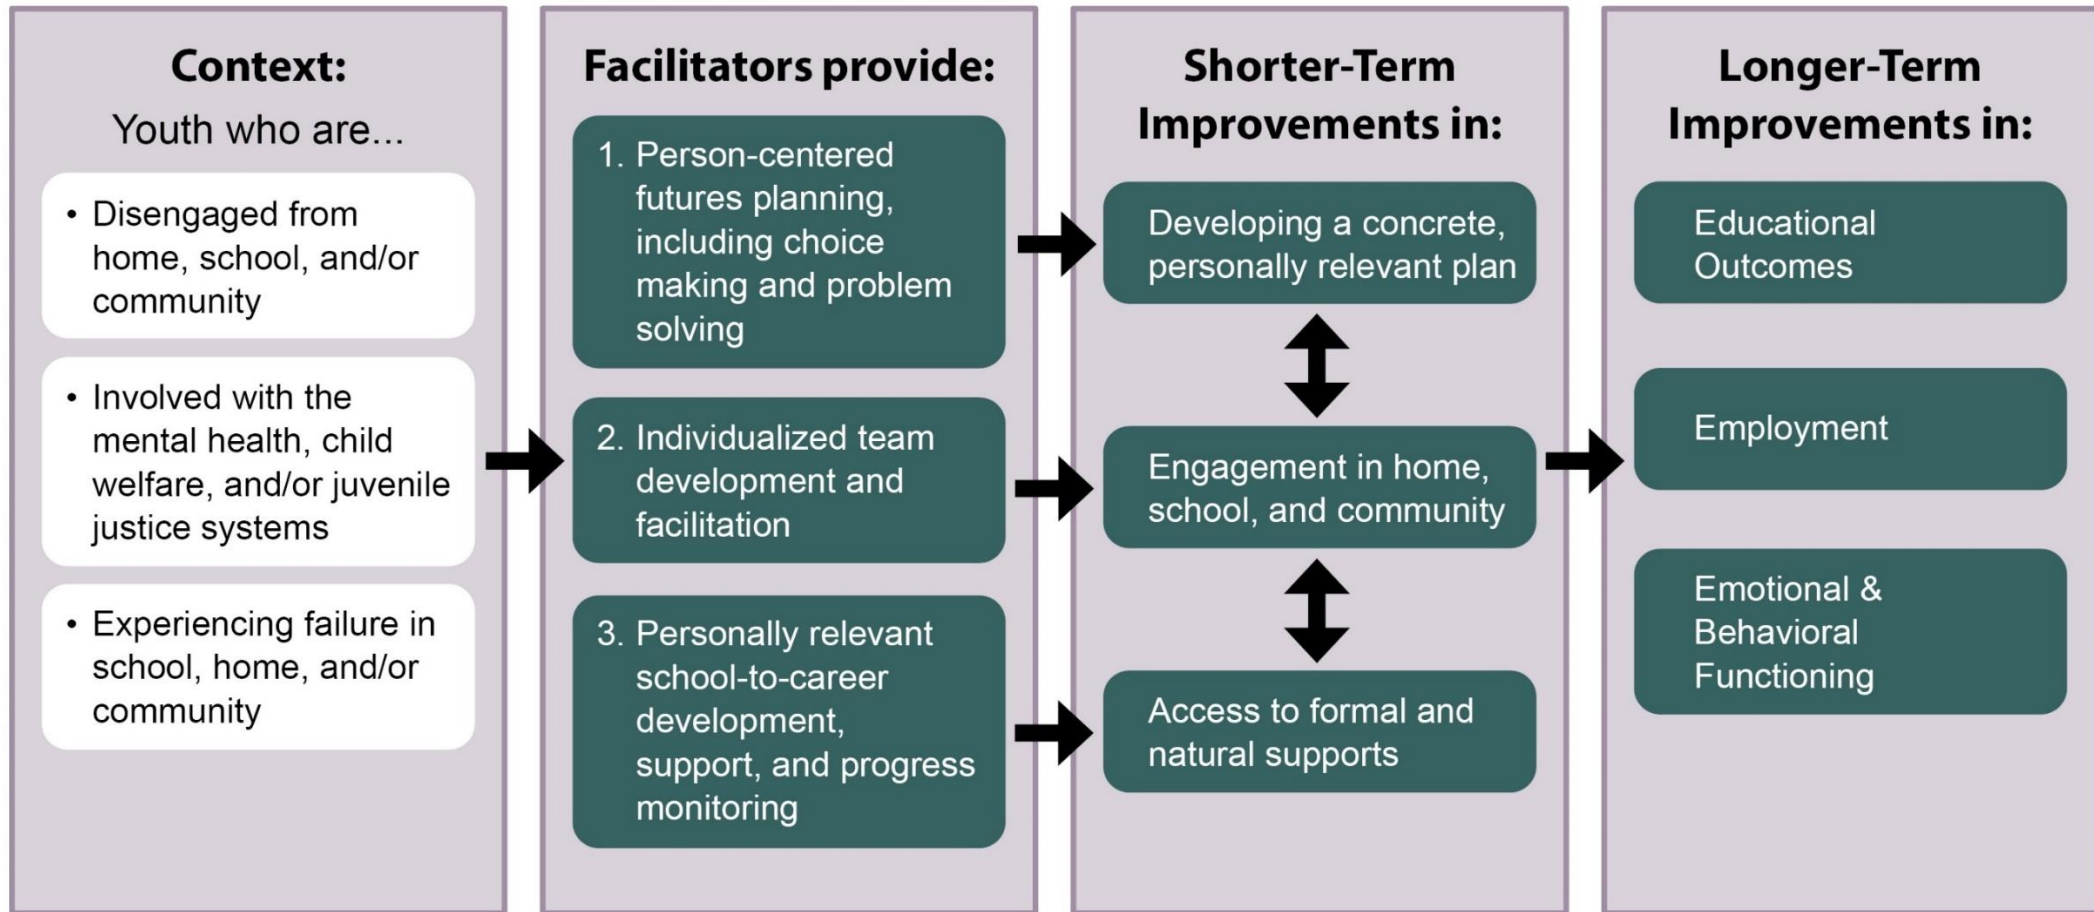 Context:
Youth who are...
• Disengaged from
home, school, and/or
community
• Involved with the
mental health, child
welfare, and/or juvenile
justice systems
• Experiencing failure in
school, home, and/or
community
Facilitators provide:
1. Person-centered
futures planning,
including choice
making and problem
solving
2. Individualized team
development and
facilitation
3. Personally relevant
school-to-career
development,
support, and progress
monitoring
Shorter-Term
Improvements in:
Developing a concrete,
personally relevant plan
Engagement in home,
school, and community
Access to formal and
natural supports
Longer-Term
Improvements in:
Educational
Outcomes
Employment
Emotional &
Behavioral
Functioning